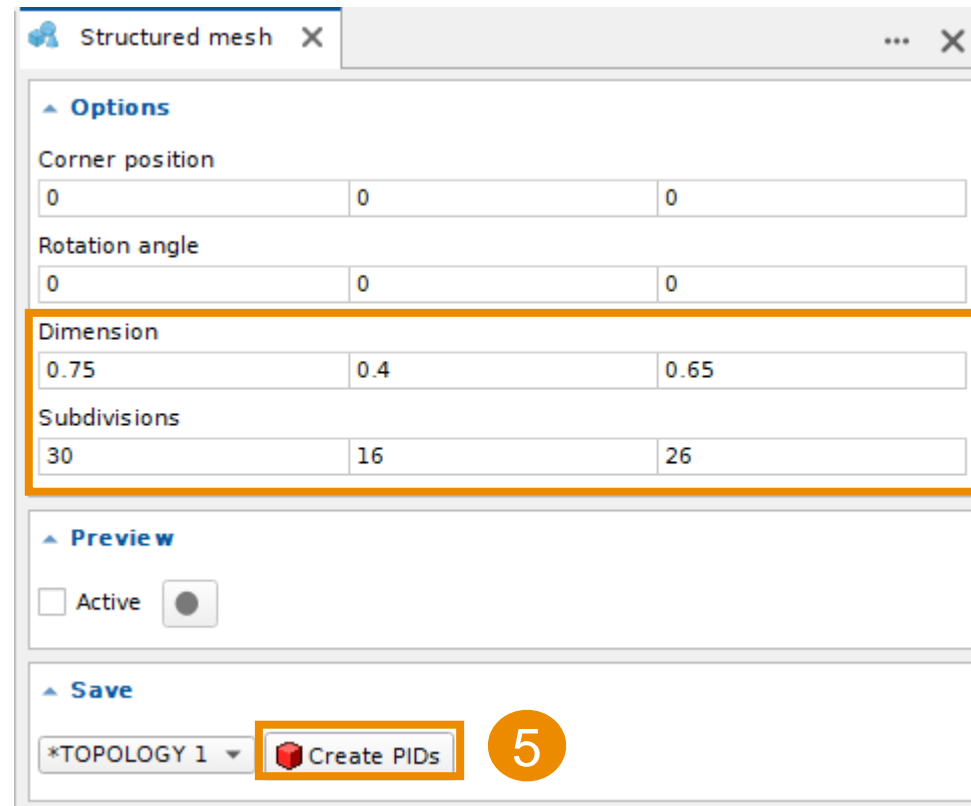 Structured mesh
Options
Corner position
0 0 0
Rotation angle
0 0 0
Dimension
0.75 0.4 0.65
Subdivisions
30 16 26
Preview
Active
Save
*TOPOLOGY 1 Create PIDs 5